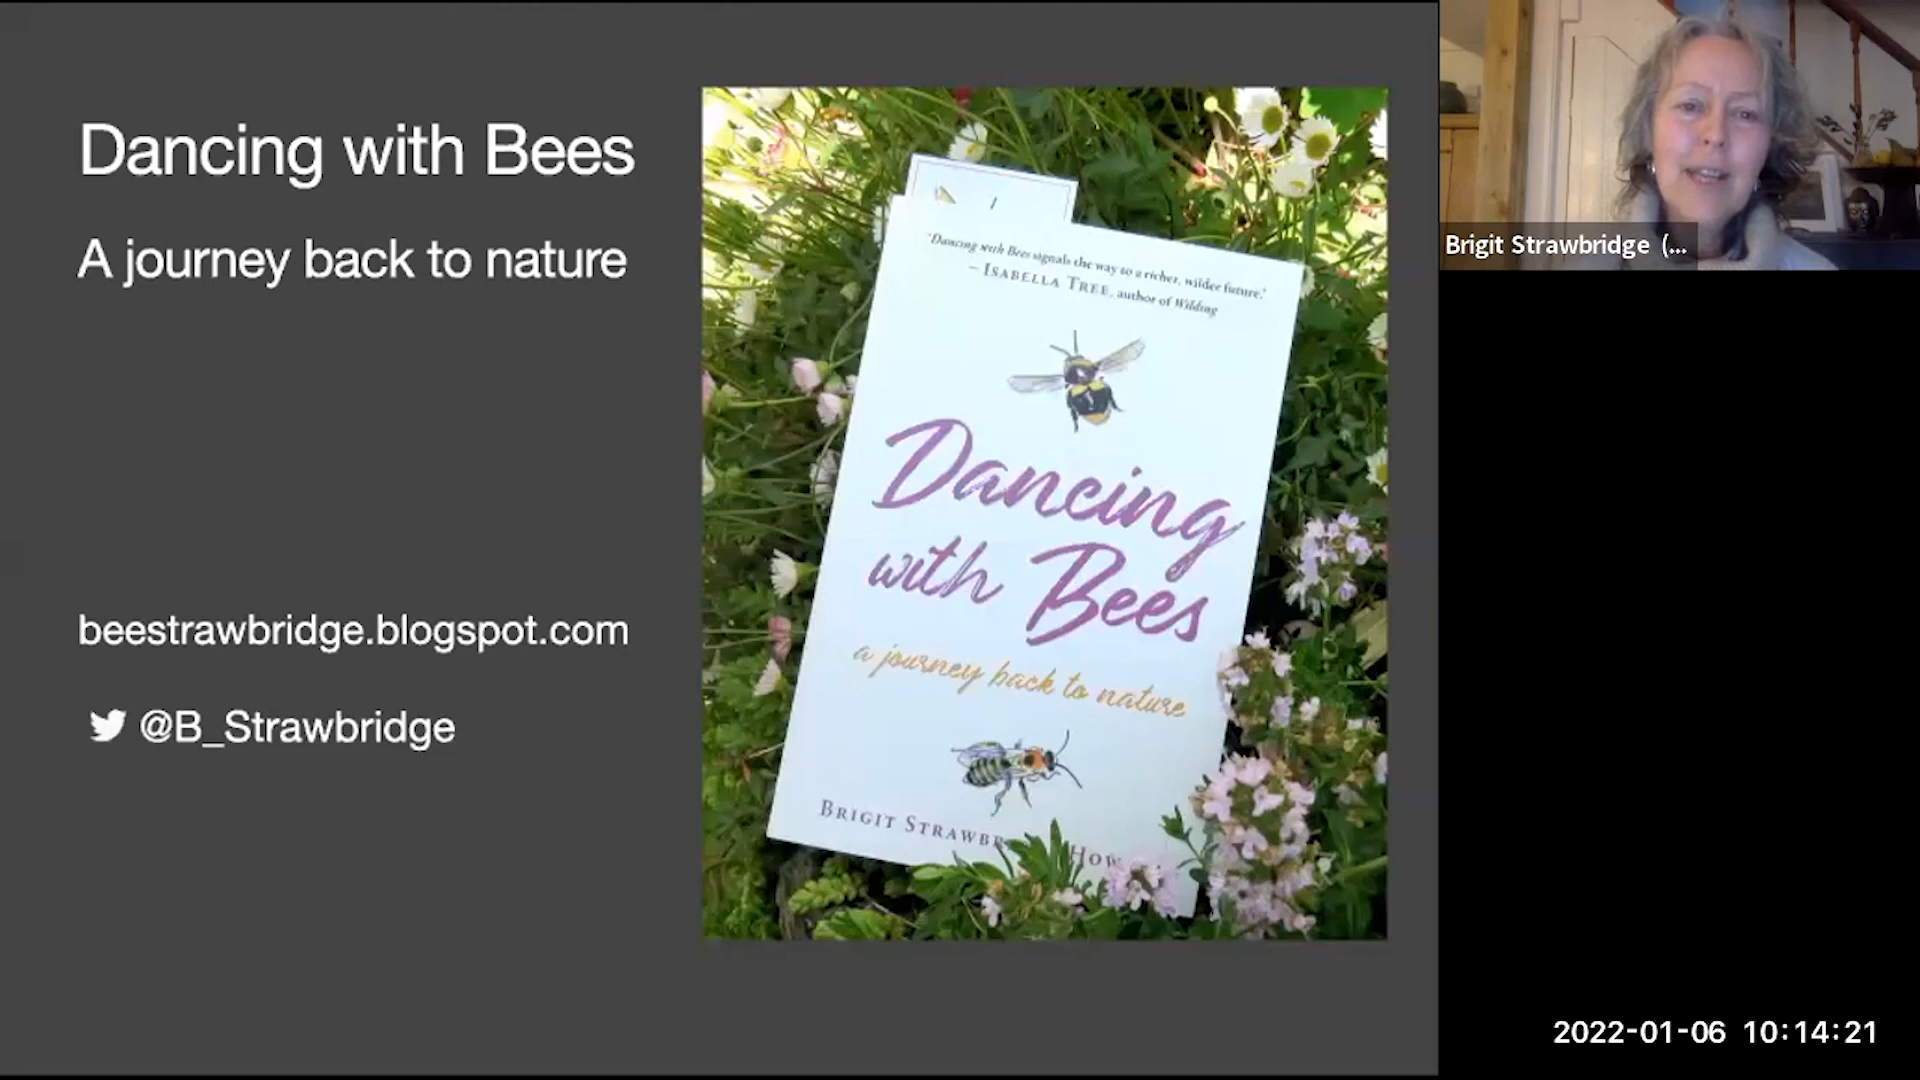 Dancing with Bees
A journey back to nature
beestrawbridge.blogspot.com
@B_Strawbridge
'Dancing with Bees signals the way to a richer, wilder future.'
– ISABELLA TREE, author of Wilding
Dancing
with Bees
a journey back to nature
BRIGIT STRAWBR HOW
Brigit Strawbridge (...
2022-01-06 10:14:21